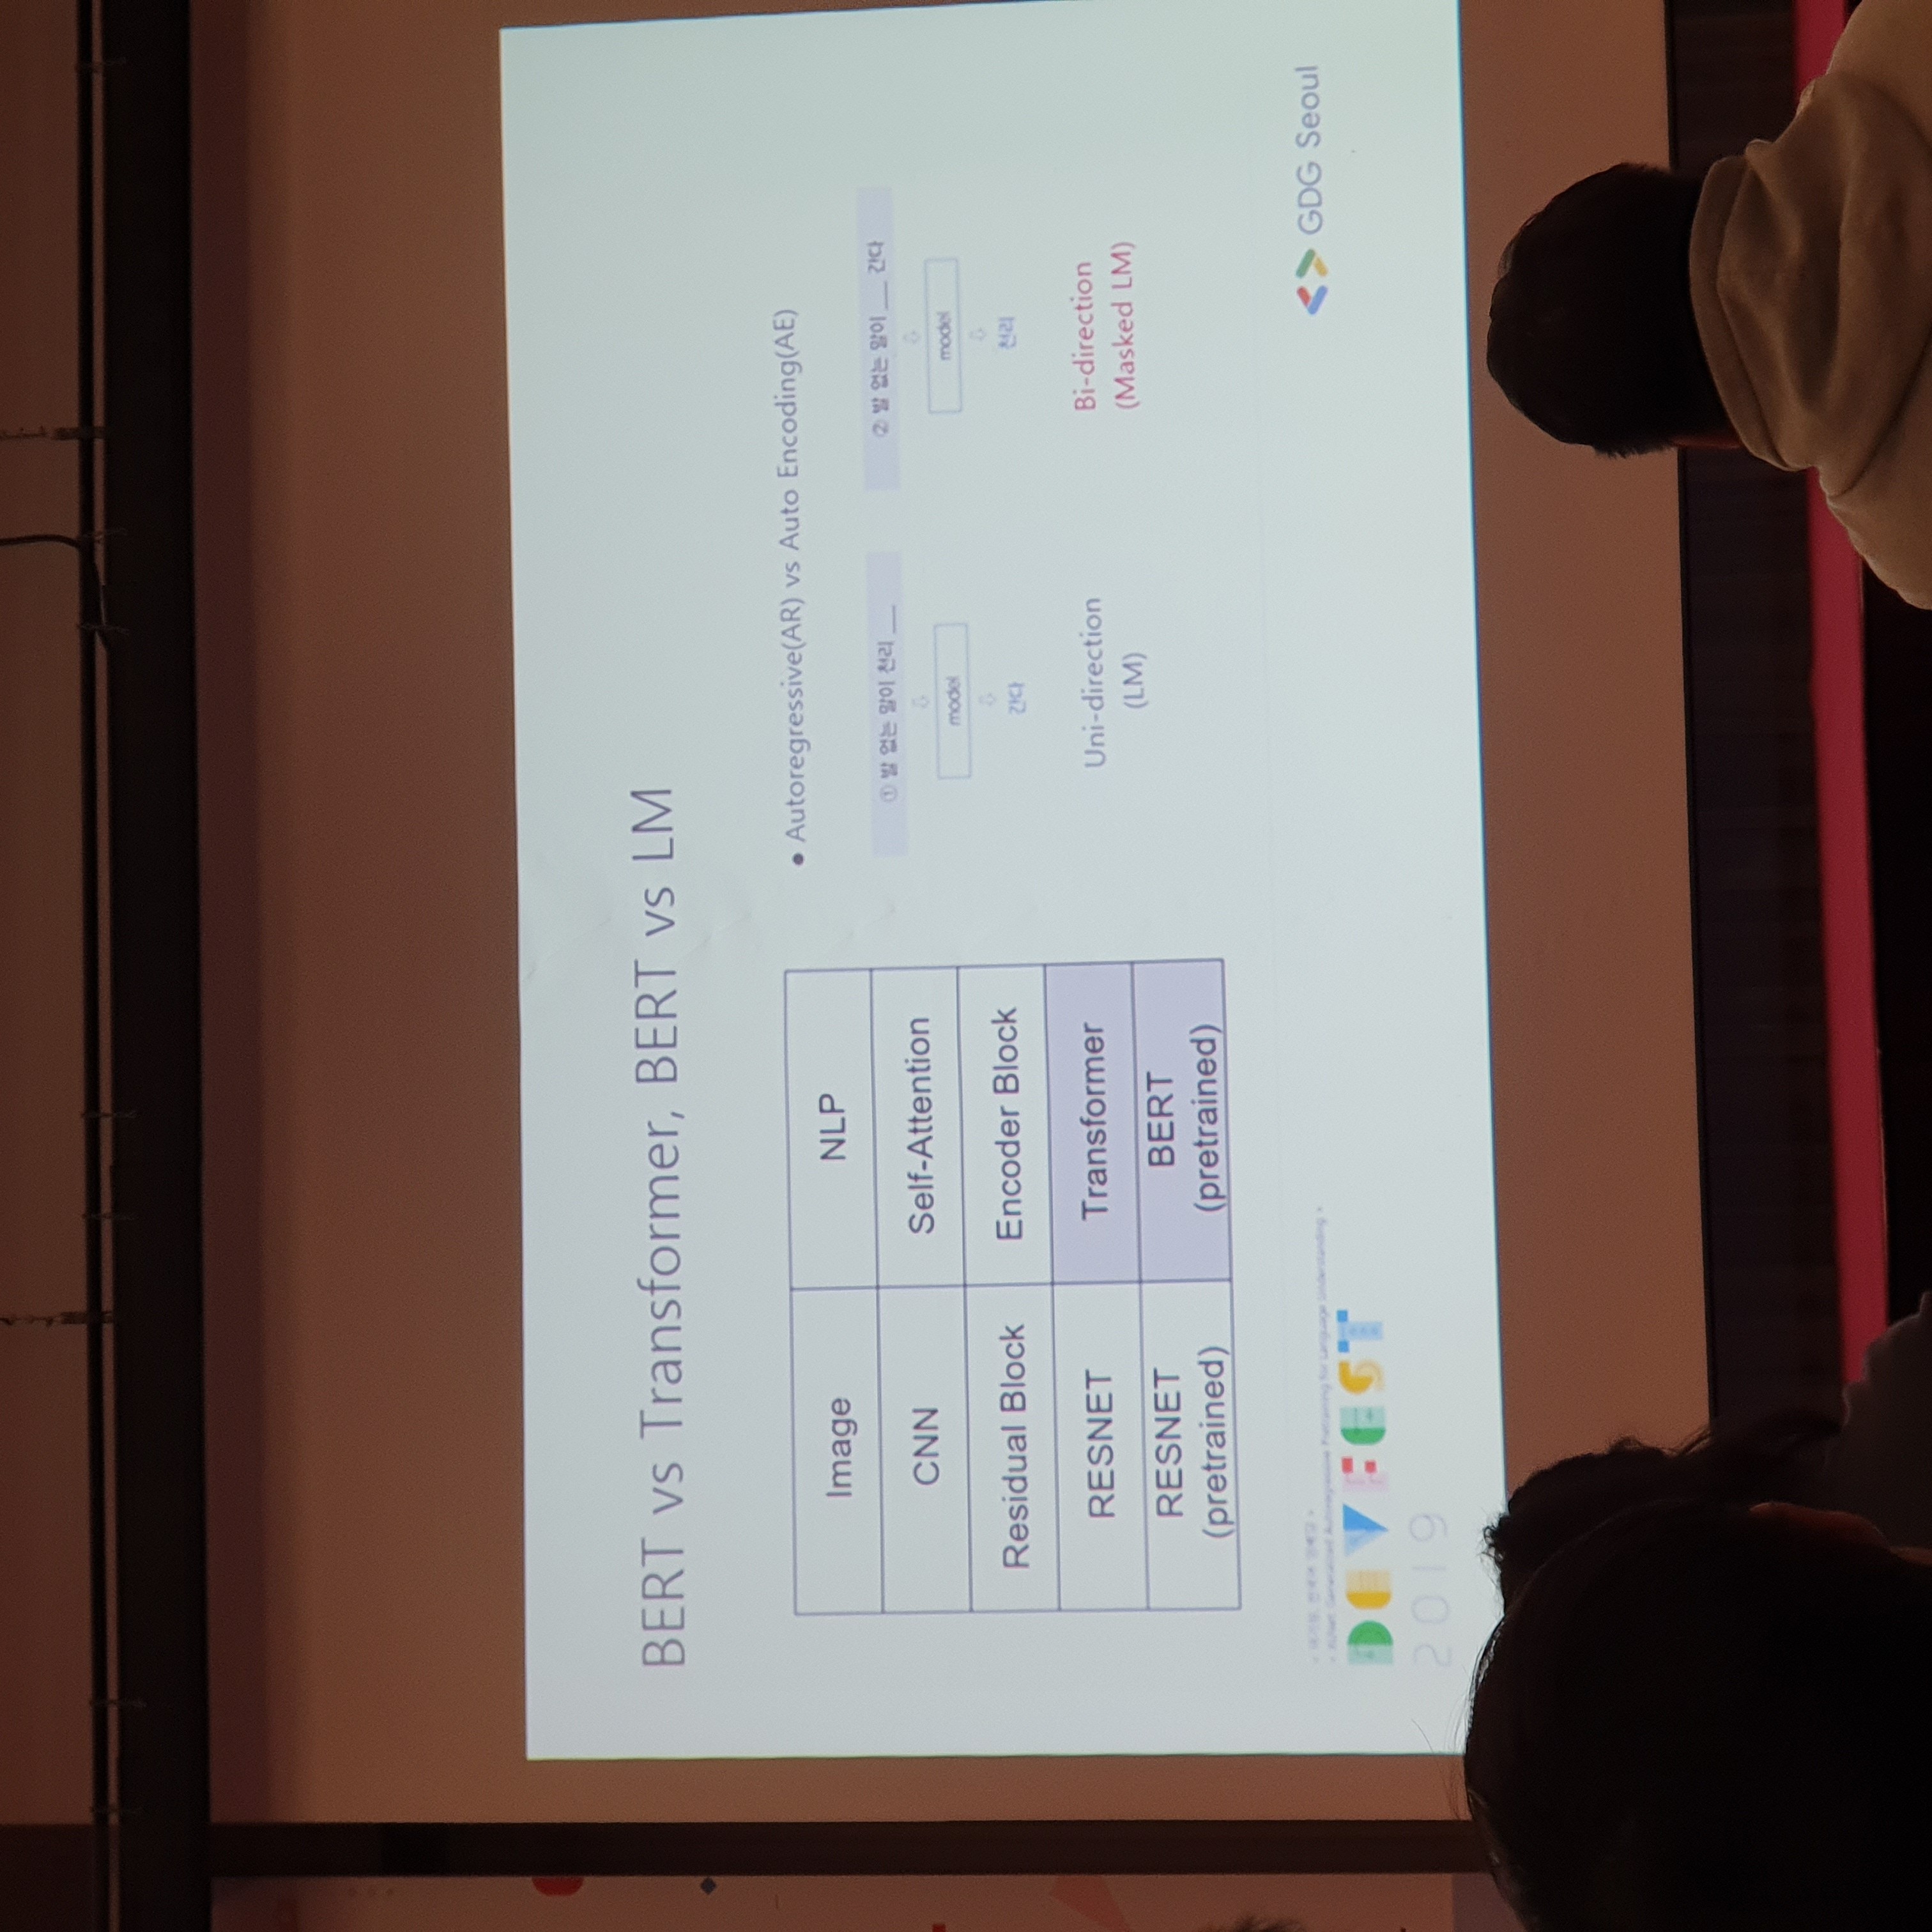 BERT vs Transformer, BERT vs LM
Image NLP
CNN Self-Attention
Residual Block Encoder Block
RESNET Transformer
RESNET (pretrained) BERT (pretrained)
● Autoregressive(AR) vs Auto Encoding(AE)
① 발 없는 말이 천리 ___
model
간다
Uni-direction
(LM)
② 발 없는 말이 ___ 간다
model
천리
Bi-direction
(Masked LM)
< XLNet: Generalized Autoregressive Pretraining for Language Understanding >
DEVFEST
2019
GDG Seoul